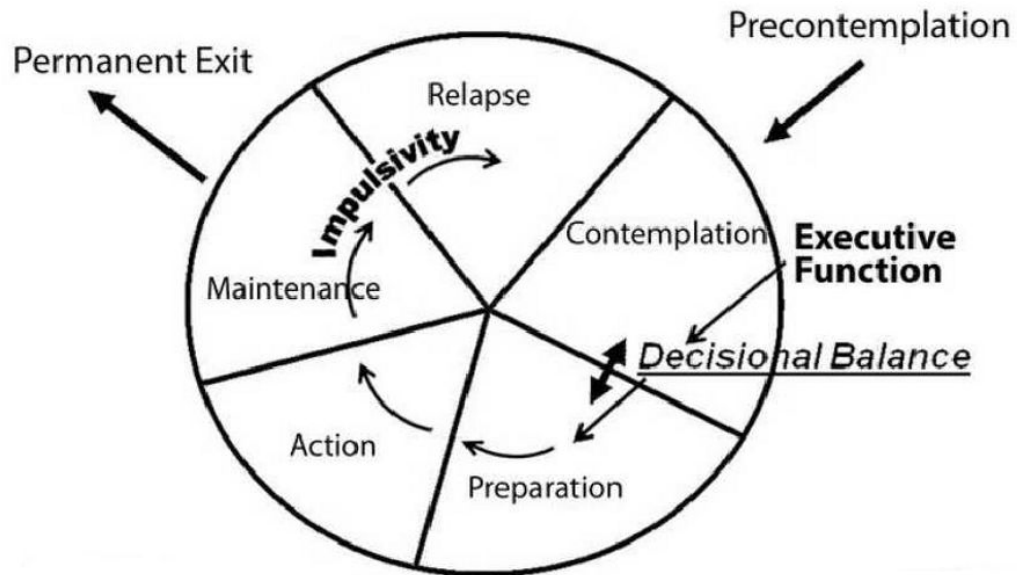 Precontemplation
Permanent Exit
Relapse
Impulsivity
Contemplation
Executive
Function
Maintenance
Decisional Balance
Action
Preparation